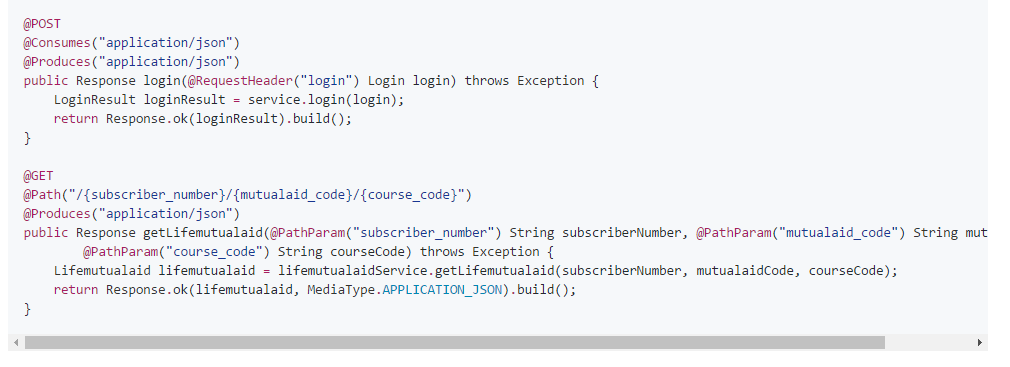 @POST
@Consumes("application/json")
@Produces("application/json")
public Response login(@RequestHeader("login") Login login) throws Exception {
    LoginResult loginResult = service.login(login);
    return Response.ok(loginResult).build();
}

@GET
@Path("/{subscriber_number}/{mutualaid_code}/{course_code}")
@Produces("application/json")
public Response getLifemutualaid(@PathParam("subscriber_number") String subscriberNumber, @PathParam("mutualaid_code") String mut
        @PathParam("course_code") String courseCode) throws Exception {
    Lifemutualaid lifemutualaid = lifemutualaidService.getLifemutualaid(subscriberNumber, mutualaidCode, courseCode);
    return Response.ok(lifemutualaid, MediaType.APPLICATION_JSON).build();
}